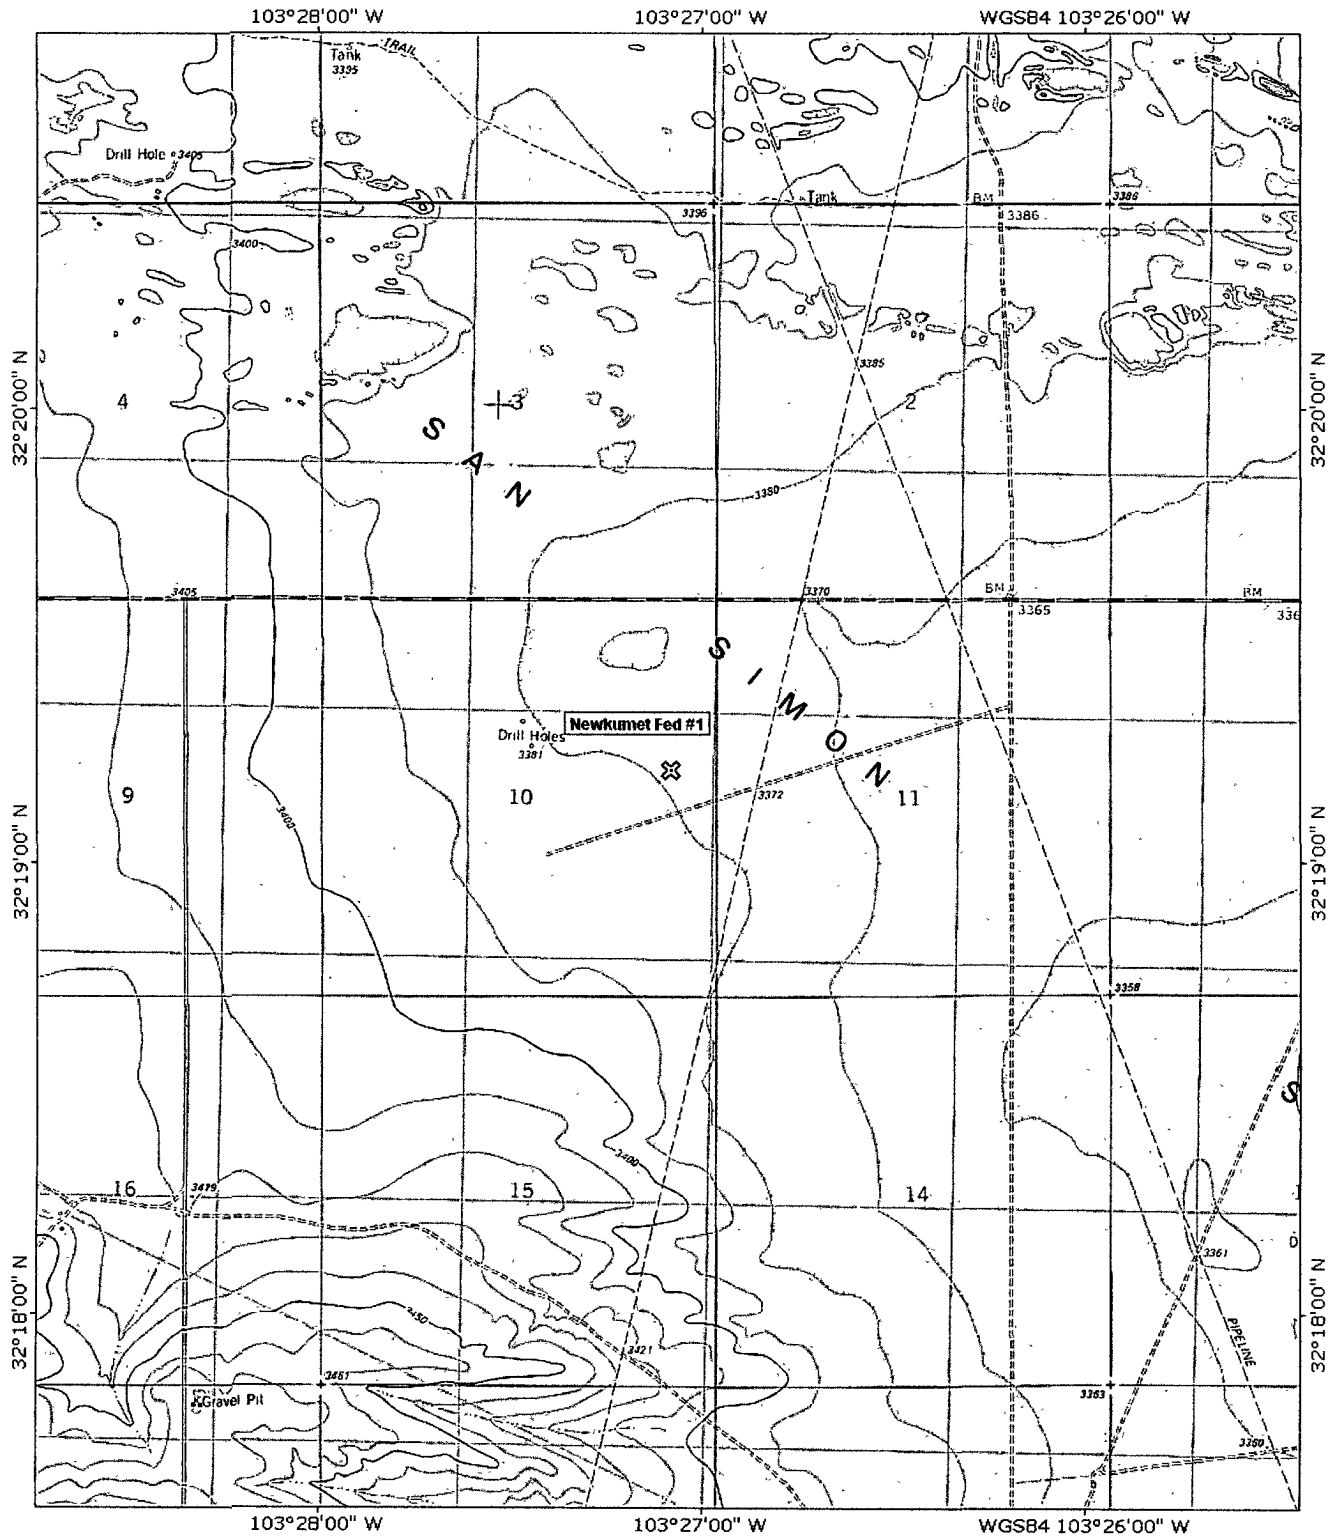 103°28'00" W 103°27'00" W WGS84 103°26'00" W
TRAIL
Tank
3395
Drill Hole 3405
Tank
BM
3396
3386
3386
3400
3385
32°20'00" N
4
3
2
32°20'00" N
S A N
3380
3405
3370
BM
BM
3365
336
S I M O N
Newkumet Fed #1
Drill Holes
3381
3372
9
10
11
3400
32°19'00" N
32°19'00" N
3358
S
3400
16
3419
15
14
3361
D
32°18'00" N
32°18'00" N
3450
3421
PIPELINE
3461
3363
Gravel Pit
3360
103°28'00" W 103°27'00" W WGS84 103°26'00" W